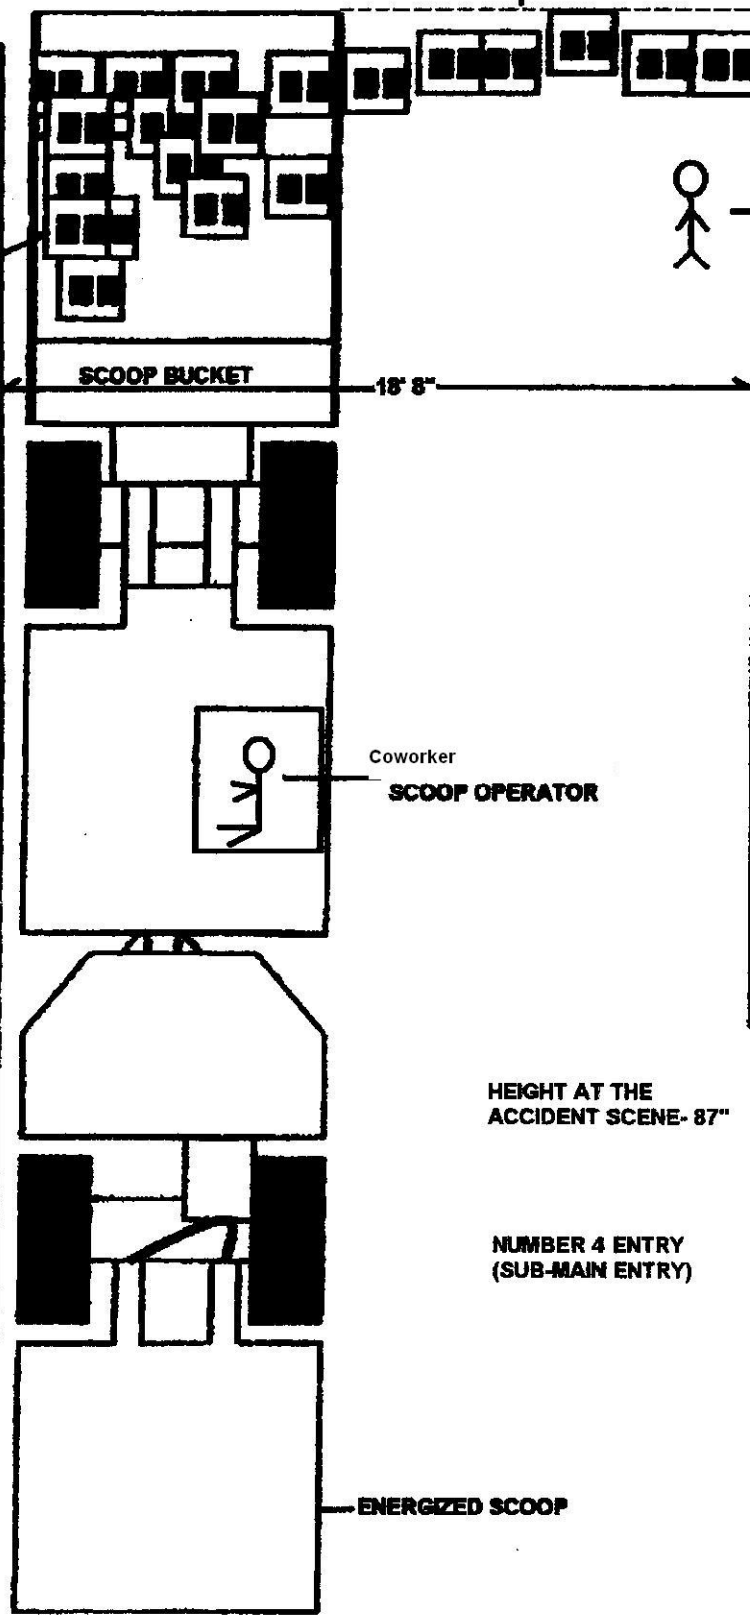 SCOOP BUCKET
18' 8"
Coworker
SCOOP OPERATOR
HEIGHT AT THE
ACCIDENT SCENE- 87"
NUMBER 4 ENTRY
(SUB-MAIN ENTRY)
ENERGIZED SCOOP